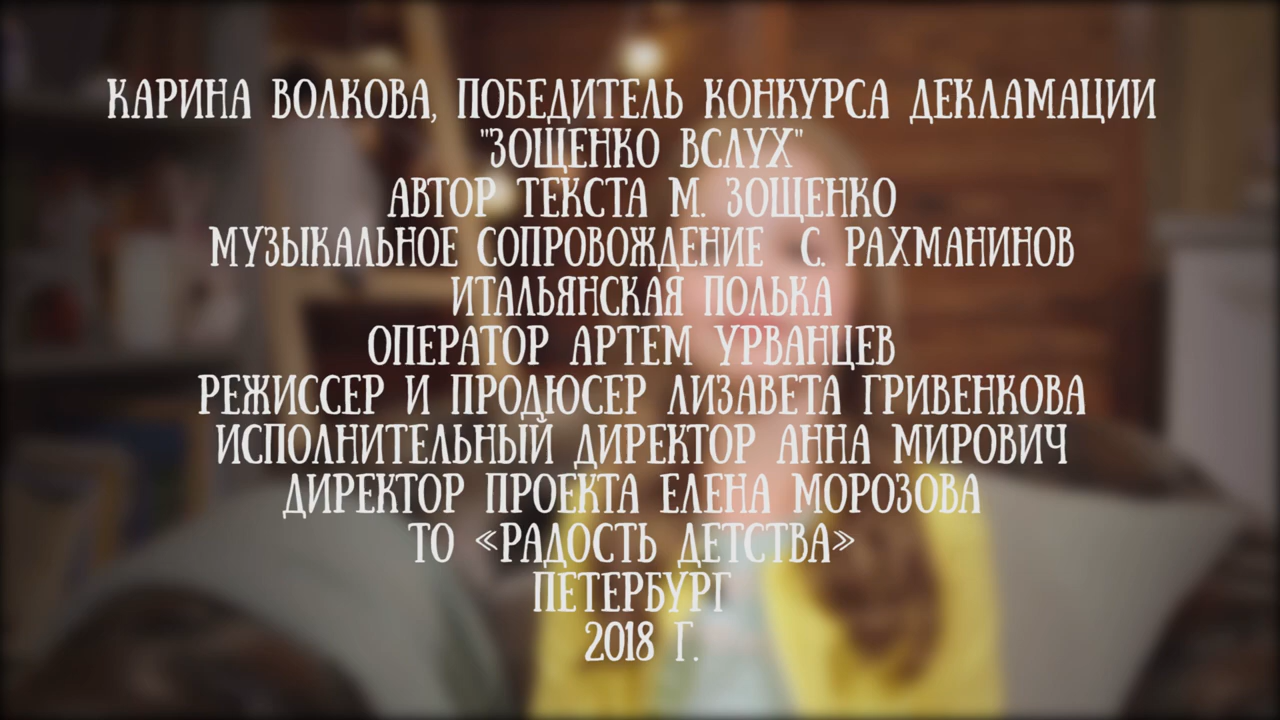 КАРИНА ВОЛКОВА, ПОБЕДИТЕЛЬ КОНКУРСА ДЕКЛАМАЦИИ
"ЗОЩЕНКО ВСЛУХ"
АВТОР ТЕКСТА М. ЗОЩЕНКО
МУЗЫКАЛЬНОЕ СОПРОВОЖДЕНИЕ С. РАХМАНИНОВ
ИТАЛЬЯНСКАЯ ПОЛЬКА
ОПЕРАТОР АРТЕМ УРВАНЦЕВ
РЕЖИССЕР И ПРОДЮСЕР ЛИЗАВЕТА ГРИВЕНКОВА
ИСПОЛНИТЕЛЬНЫЙ ДИРЕКТОР АННА МИРОВИЧ
ДИРЕКТОР ПРОЕКТА ЕЛЕНА МОРОЗОВА
ТО «РАДОСТЬ ДЕТСТВА»
ПЕТЕРБУРГ
2018 Г.